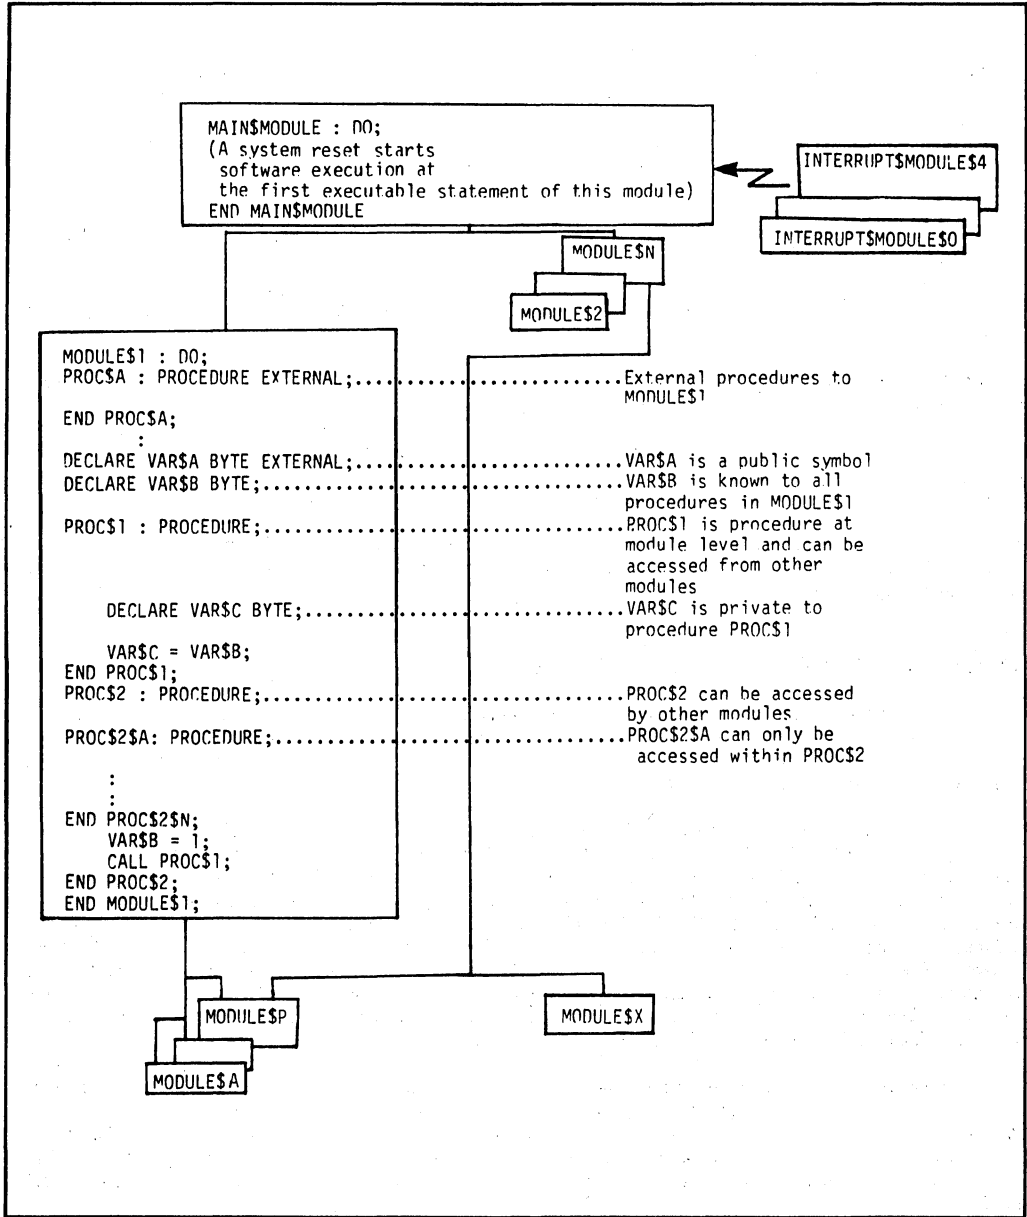 MAIN$MODULE : DO;
(A system reset starts
software execution at
the first executable statement of this module)
END MAIN$MODULE
INTERRUPT$MODULE$4
INTERRUPT$MODULE$0
MODULE$N
MODULE$2
MODULE$1 : DO;
PROC$A : PROCEDURE EXTERNAL;..........................External procedures to
MODULE$1
END PROC$A;
:
DECLARE VAR$A BYTE EXTERNAL;..........................VAR$A is a public symbol
DECLARE VAR$B BYTE;...................................VAR$B is known to all
procedures in MODULE$1
PROC$1 : PROCEDURE;...................................PROC$1 is procedure at
module level and can be
accessed from other
modules
DECLARE VAR$C BYTE;...............................VAR$C is private to
procedure PROC$1
VAR$C = VAR$B;
END PROC$1;
PROC$2 : PROCEDURE;...................................PROC$2 can be accessed
by other modules
PROC$2$A: PROCEDURE;..................................PROC$2$A can only be
accessed within PROC$2
:
:
END PROC$2$N;
VAR$B = 1;
CALL PROC$1;
END PROC$2;
END MODULE$1;
MODULE$P
MODULE$X
MODULE$A